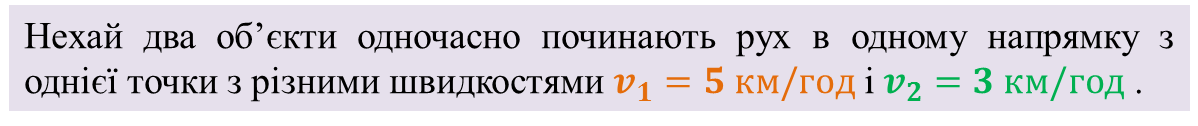 Нехай два об’єкти одночасно починають рух в одному напрямку з
однієї точки з різними швидкостями v₁ = 5 км/год і v₂ = 3 км/год .